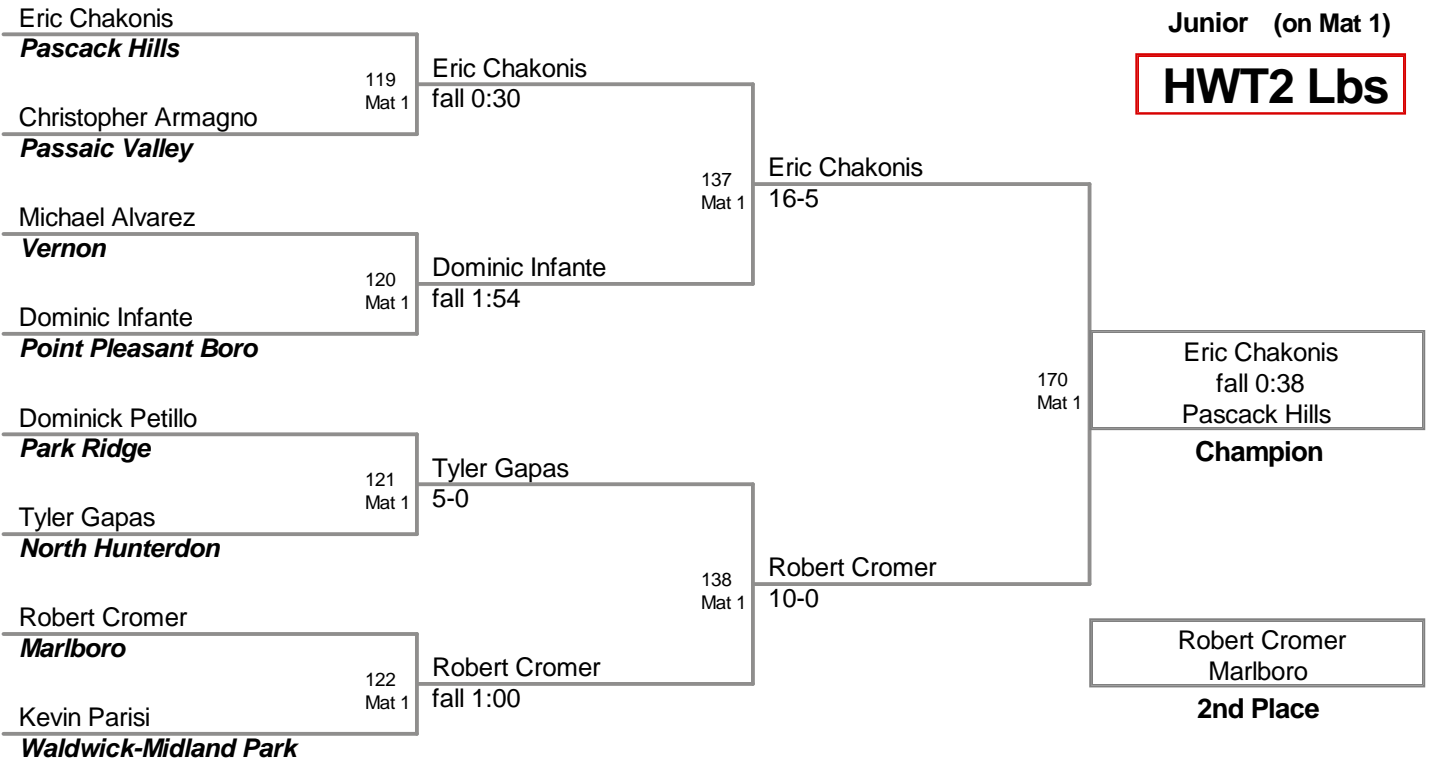 Eric Chakonis
Pascack Hills
119
Mat 1
Christopher Armagno
Passaic Valley
Eric Chakonis
fall 0:30
Michael Alvarez
Vernon
120
Mat 1
Dominic Infante
Point Pleasant Boro
Dominic Infante
fall 1:54
137
Mat 1
Eric Chakonis
16-5
Dominick Petillo
Park Ridge
121
Mat 1
Tyler Gapas
North Hunterdon
Tyler Gapas
5-0
Robert Cromer
Marlboro
122
Mat 1
Kevin Parisi
Waldwick-Midland Park
Robert Cromer
fall 1:00
138
Mat 1
Robert Cromer
10-0
170
Mat 1
Junior (on Mat 1)
HWT2 Lbs
Eric Chakonis
fall 0:38
Pascack Hills
Champion
Robert Cromer
Marlboro
2nd Place